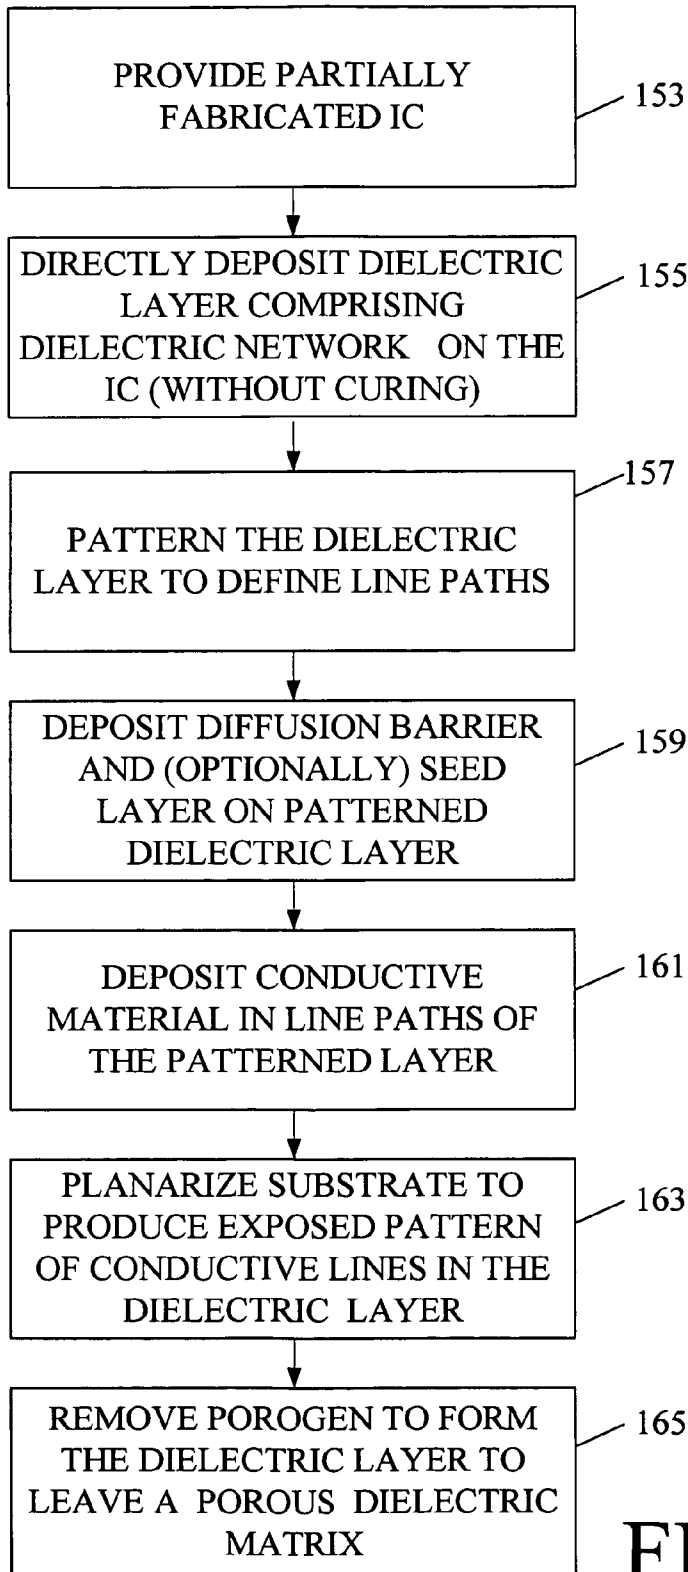 PROVIDE PARTIALLY
FABRICATED IC
153
DIRECTLY DEPOSIT DIELECTRIC
LAYER COMPRISING
DIELECTRIC NETWORK ON THE
IC (WITHOUT CURING)
155
157
PATTERN THE DIELECTRIC
LAYER TO DEFINE LINE PATHS
DEPOSIT DIFFUSION BARRIER
AND (OPTIONALLY) SEED
LAYER ON PATTERNED
DIELECTRIC LAYER
159
DEPOSIT CONDUCTIVE
MATERIAL IN LINE PATHS OF
THE PATTERNED LAYER
161
PLANARIZE SUBSTRATE TO
PRODUCE EXPOSED PATTERN
OF CONDUCTIVE LINES IN THE
DIELECTRIC LAYER
163
REMOVE POROGEN TO FORM
THE DIELECTRIC LAYER TO
LEAVE A POROUS DIELECTRIC
MATRIX
165